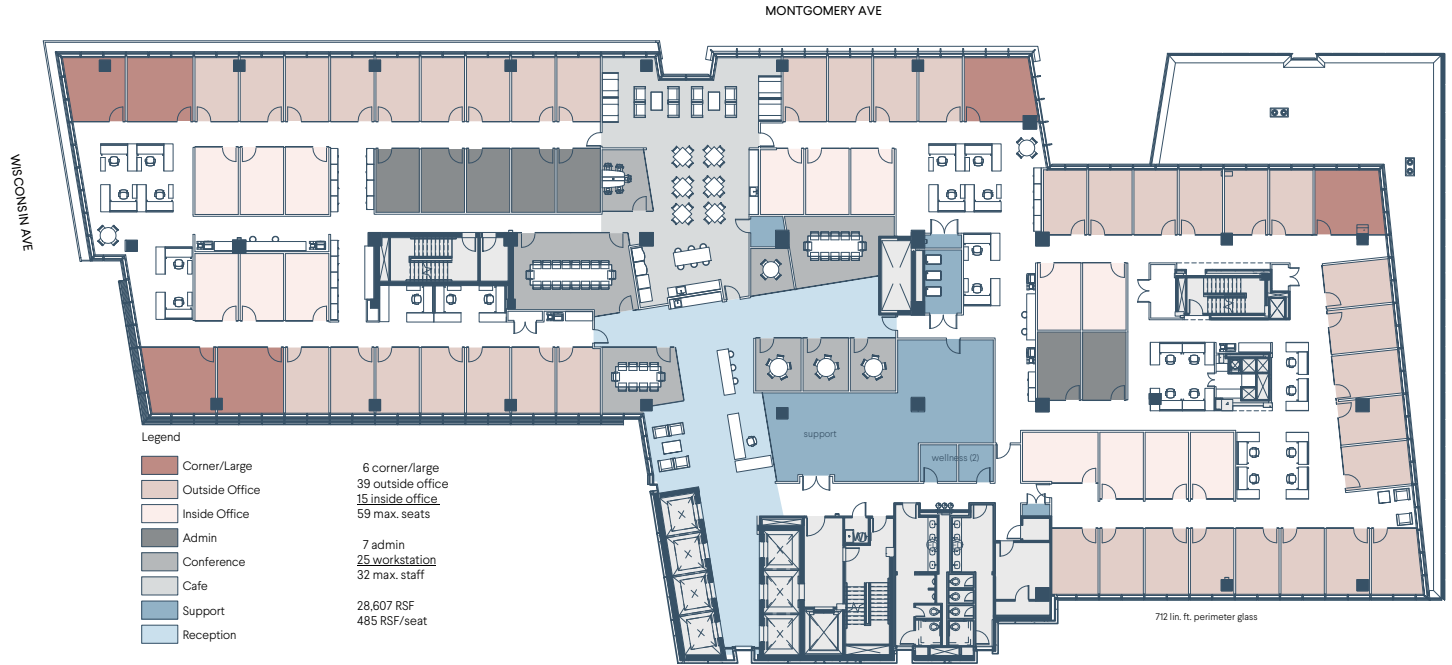 MONTGOMERY AVE
WISCONSIN AVE
support
wellness (2)
WH
Legend
Corner/Large
Outside Office
Inside Office
Admin
Conference
Cafe
Support
Reception
6 corner/large
39 outside office
15 inside office
59 max. seats
7 admin
25 workstation
32 max. staff
28,607 RSF
485 RSF/seat
712 lin. ft. perimeter glass